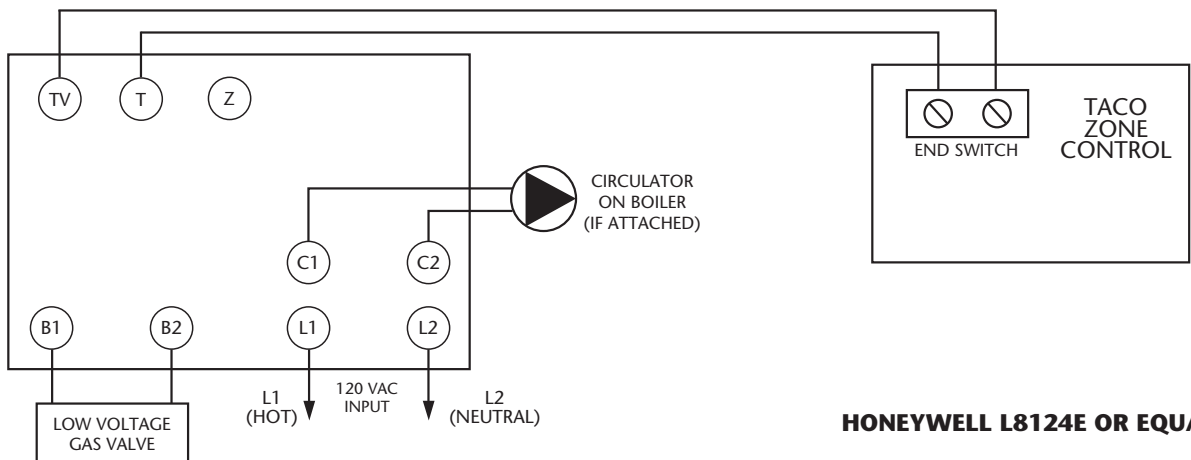 TV
T
Z
END SWITCH
TACO
ZONE
CONTROL
CIRCULATOR
ON BOILER
(IF ATTACHED)
C1
C2
B1
B2
L1
L2
L1
(HOT)
120 VAC
INPUT
L2
(NEUTRAL)
LOW VOLTAGE
GAS VALVE
HONEYWELL L8124E OR